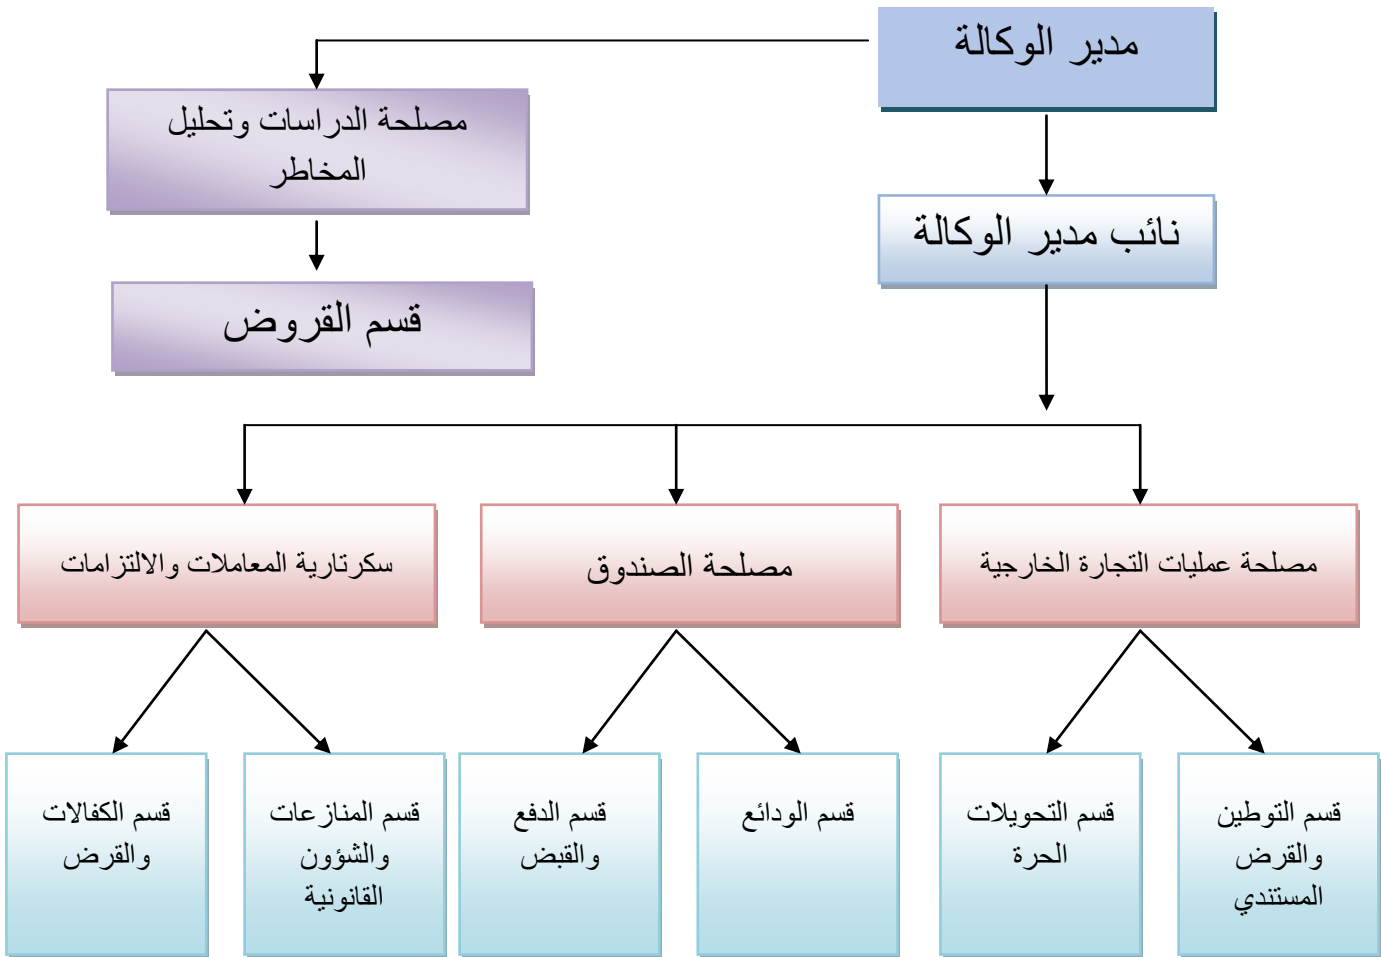 مدير الوكالة
مصلحة الدراسات وتحليل
المخاطر
نائب مدير الوكالة
قسم القروض
مصلحة عمليات التجارة الخارجية
مصلحة الصندوق
سكرتارية المعاملات والالتزامات
قسم التوطين
والقرض
المستندي
قسم التحويلات
الحرة
قسم الودائع
قسم الدفع
والقبض
قسم المنازعات
والشؤون
القانونية
قسم الكفالات
والقرض